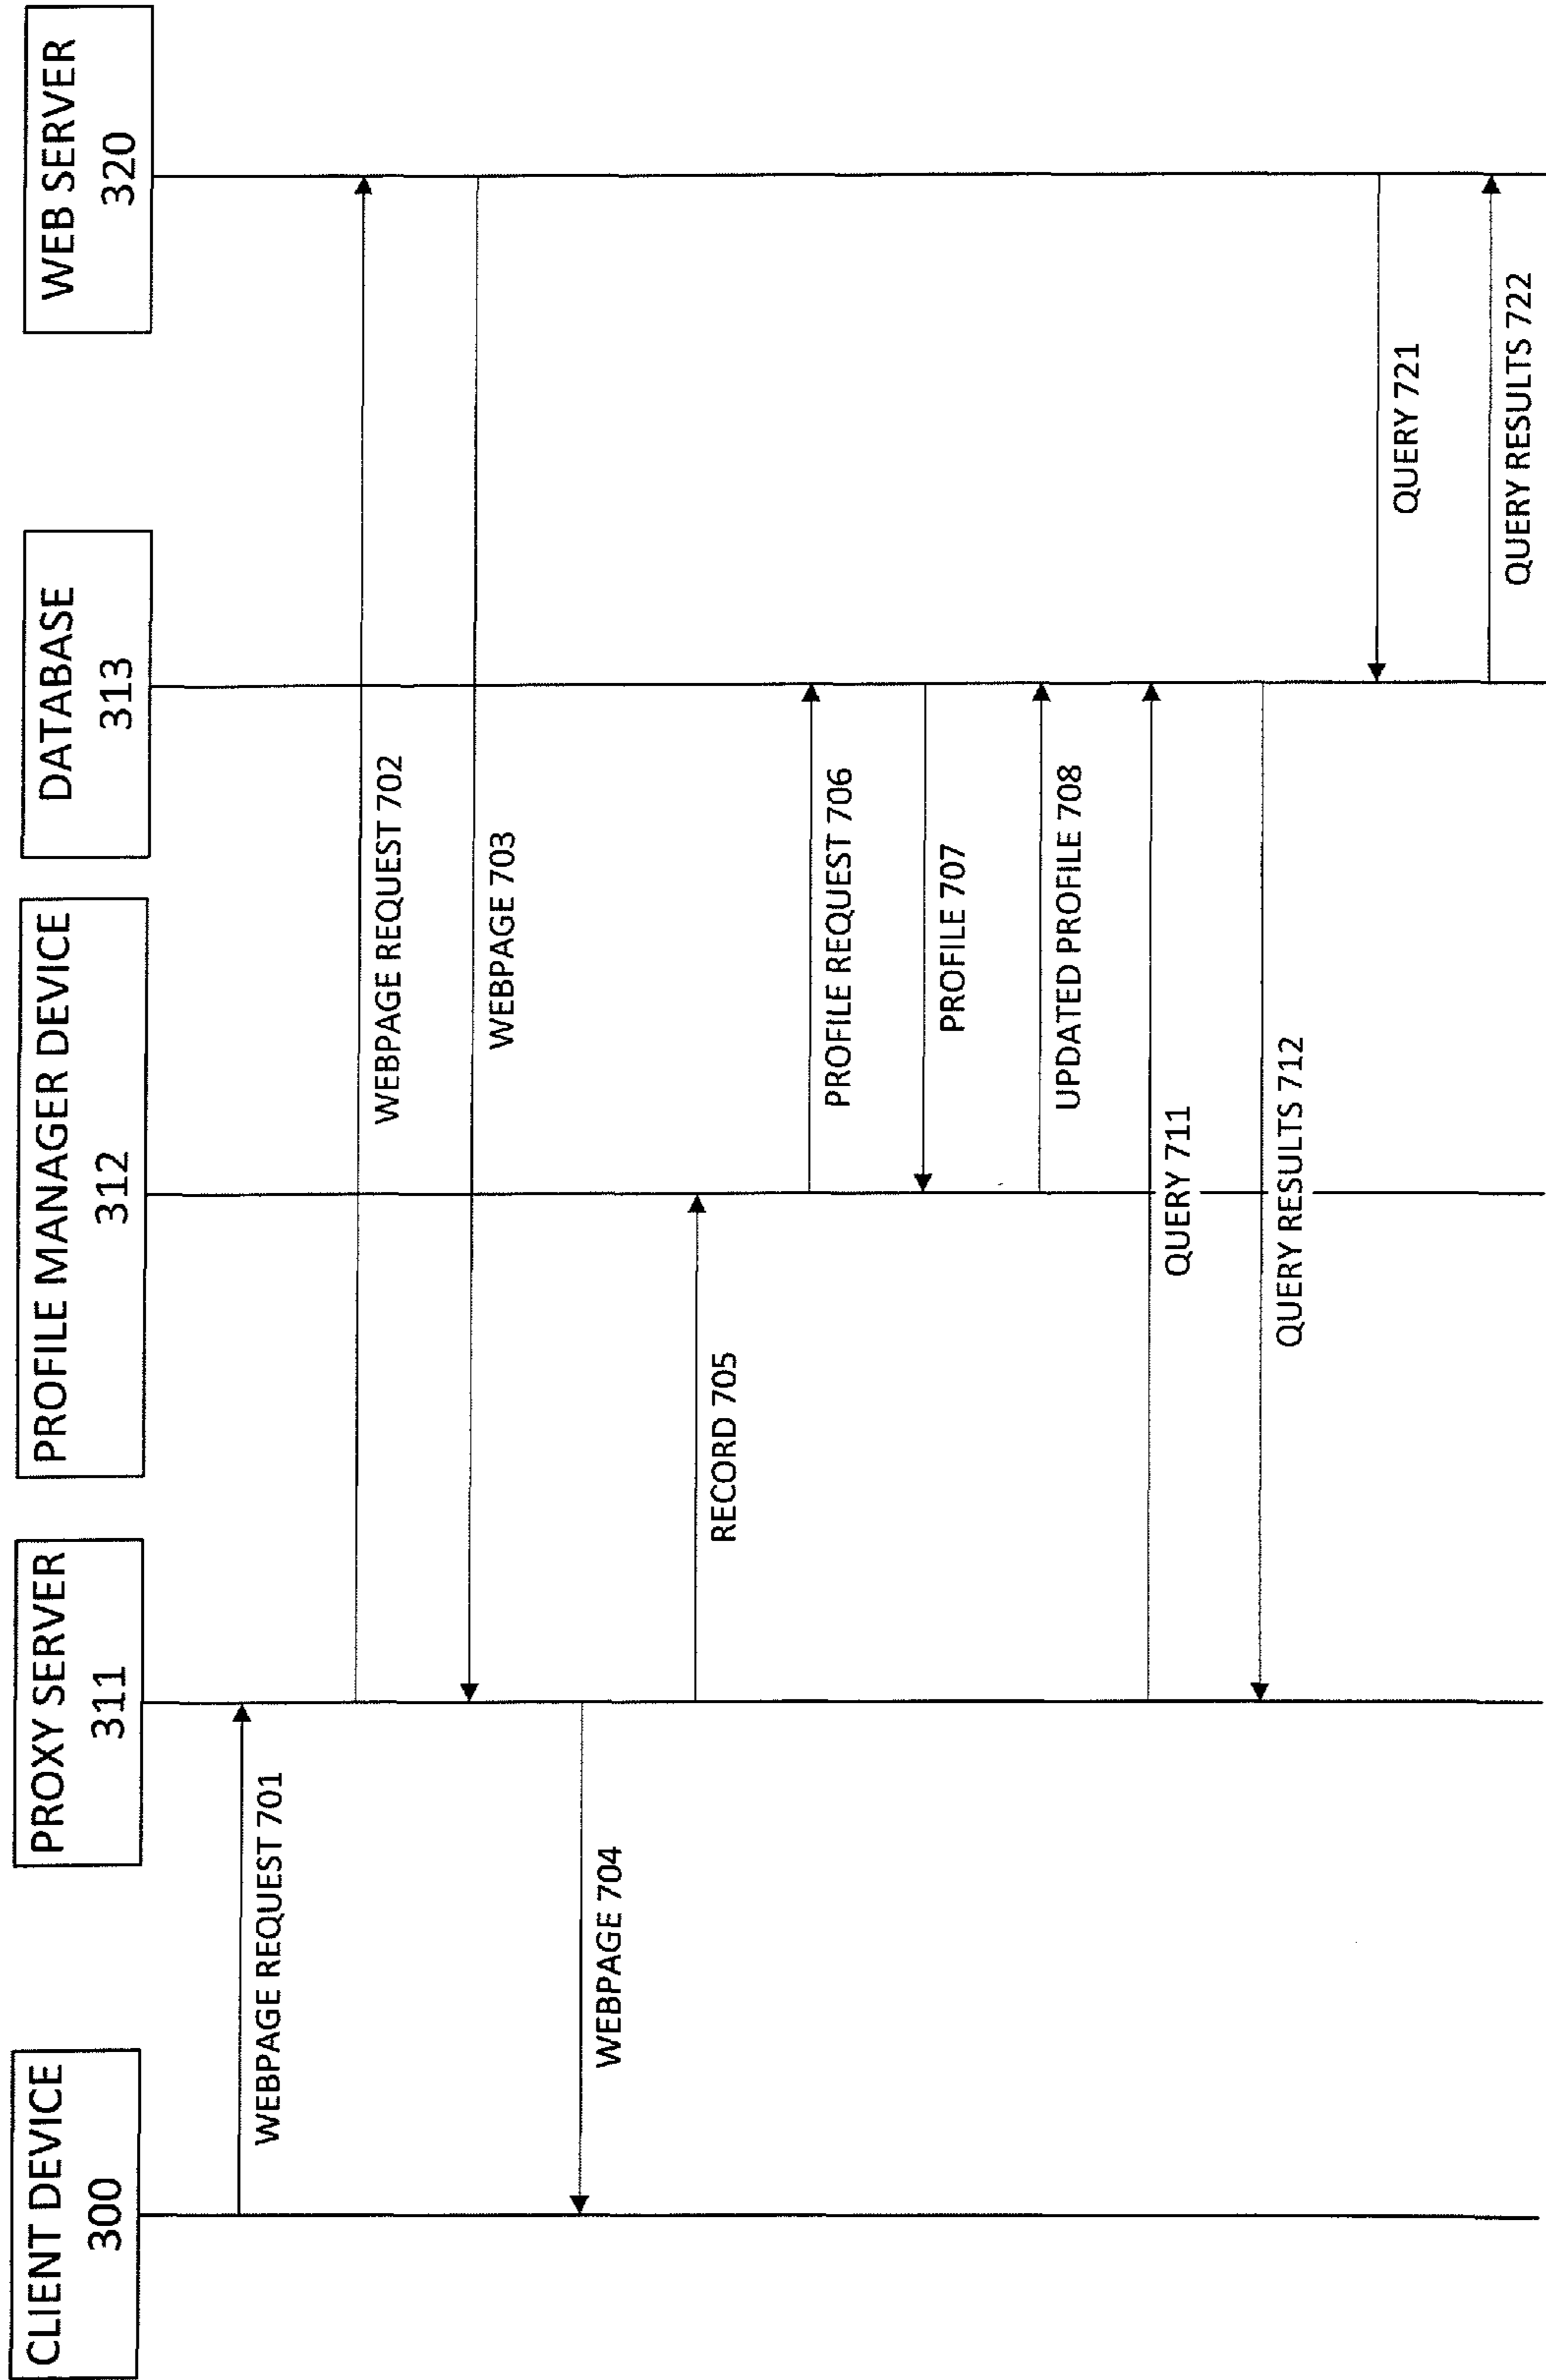 CLIENT DEVICE
300
PROXY SERVER
311
PROFILE MANAGER DEVICE
312
DATABASE
313
WEB SERVER
320
WEBPAGE REQUEST 701
WEBPAGE REQUEST 702
WEBPAGE 703
WEBPAGE 704
RECORD 705
PROFILE REQUEST 706
PROFILE 707
UPDATED PROFILE 708
QUERY 711
QUERY RESULTS 712
QUERY 721
QUERY RESULTS 722